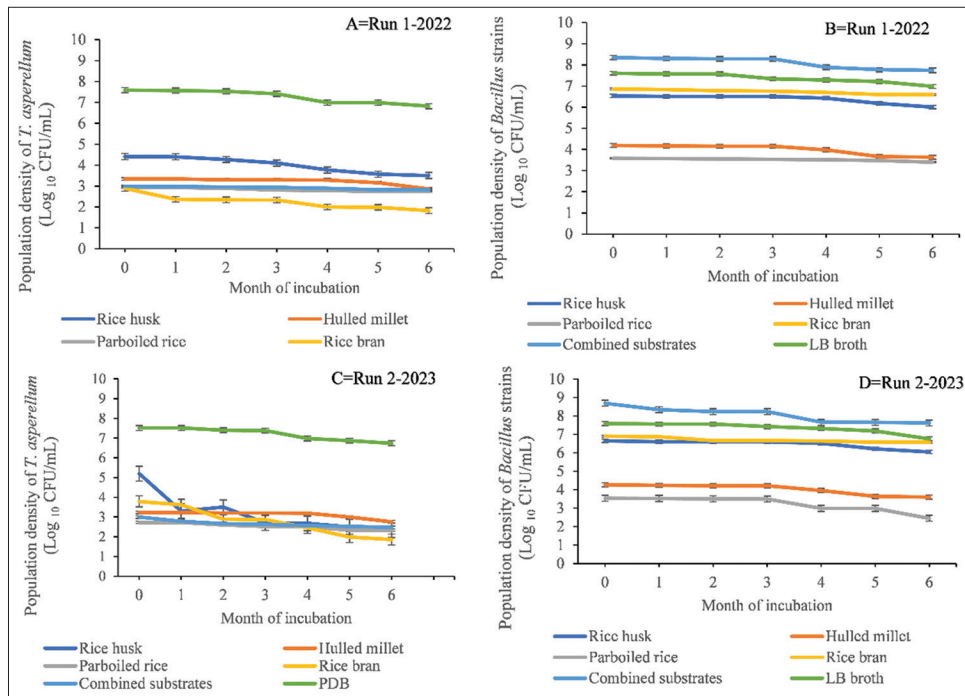 A=Run 1-2022
Population density of T. asperellum
(Log 10 CFU/mL)
10
9
8
7
6
5
4
3
2
1
0
0 1 2 3 4 5 6
Month of incubation
Rice husk Hulled millet
Parboiled rice Rice bran
B=Run 1-2022
Population density of Bacillus strains
(Log 10 CFU/mL)
10
9
8
7
6
5
4
3
2
1
0
0 1 2 3 4 5 6
Month of incubation
Rice husk Hulled millet
Parboiled rice Rice bran
Combined substrates LB broth
C=Run 2-2023
Population density of T. asperellum
(Log 10 CFU/mL)
10
9
8
7
6
5
4
3
2
1
0
0 1 2 3 4 5 6
Month of incubation
Rice husk Hulled millet
Parboiled rice Rice bran
Combined substrates PDB
D=Run 2-2023
Population density of Bacillus strains
(Log 10 CFU/mL)
10
9
8
7
6
5
4
3
2
1
0
0 1 2 3 4 5 6
Month of incubation
Rice husk Hulled millet
Parboiled rice Rice bran
Combined substrates LB broth